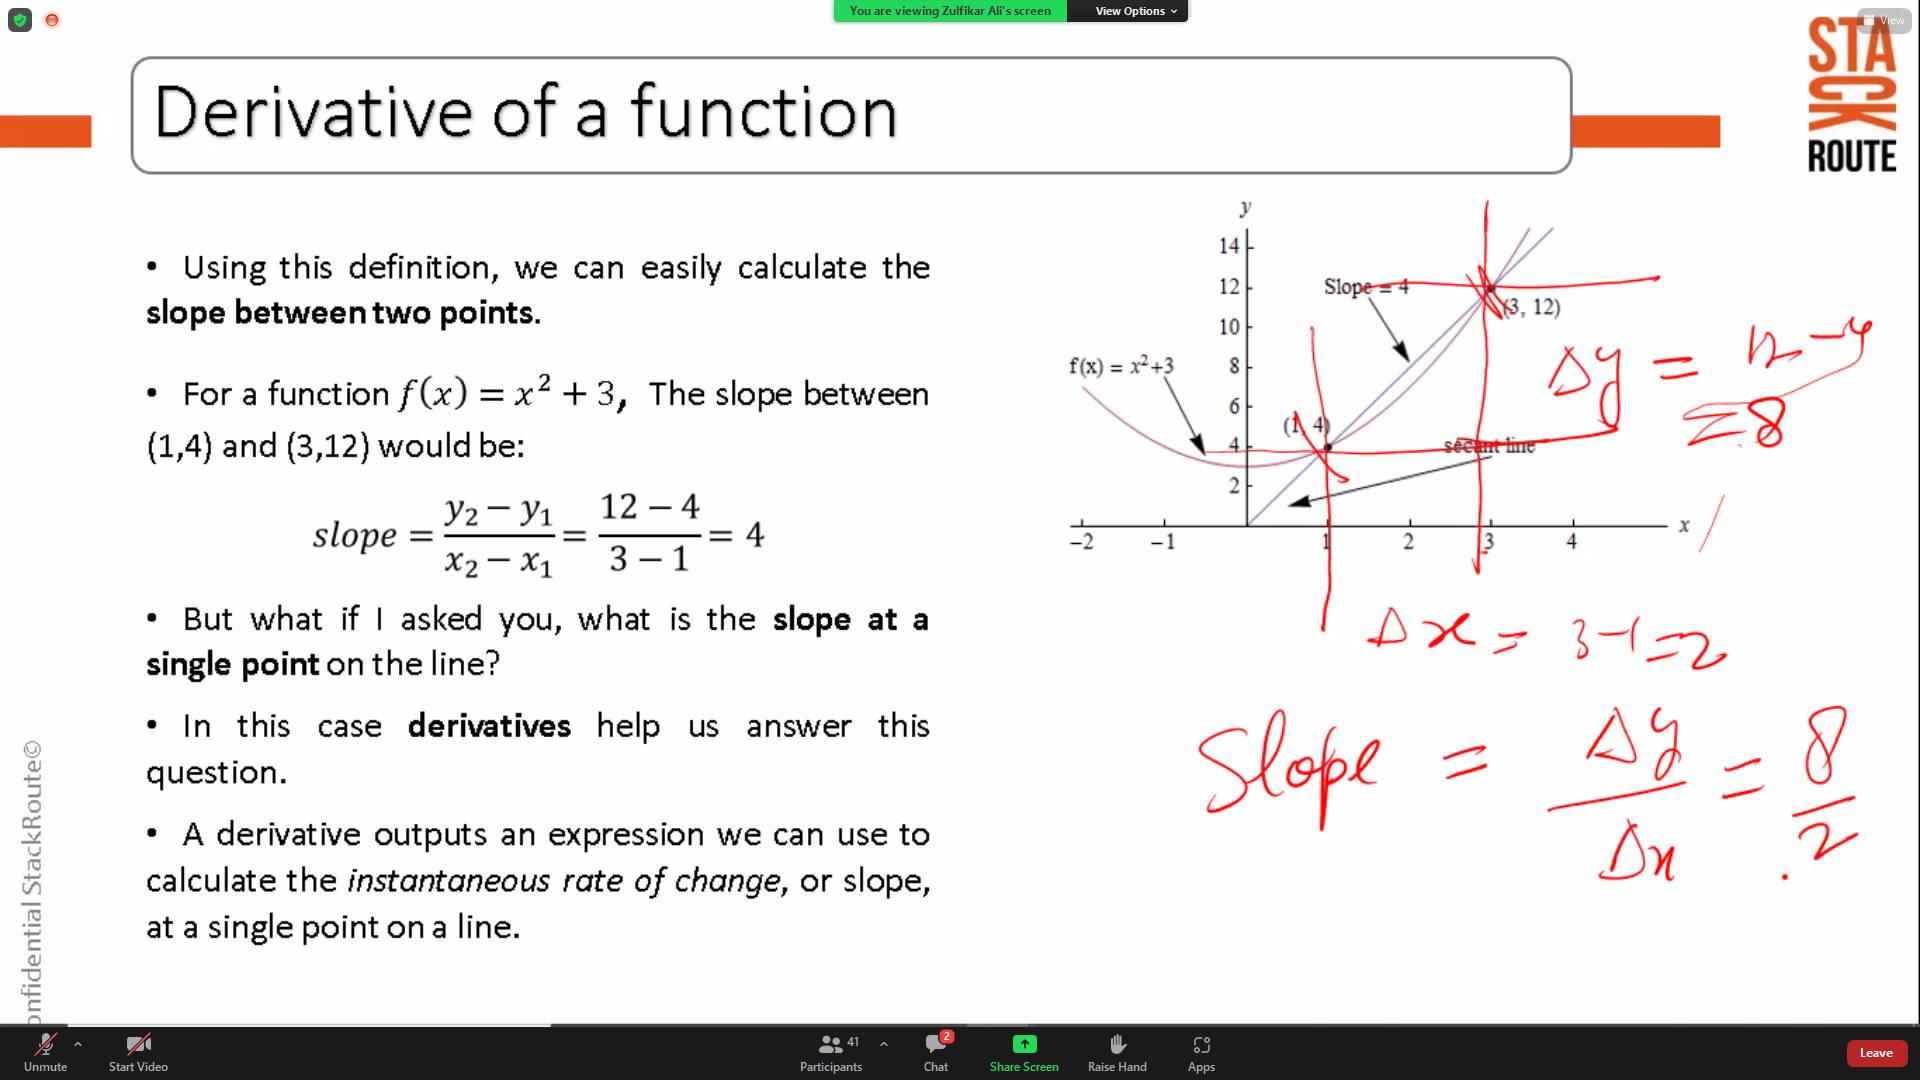 You are viewing Zulfikar Ali's screen View Options
View
STA
CK
ROUTE
Derivative of a function
• Using this definition, we can easily calculate the
slope between two points.
• For a function f(x) = x² + 3, The slope between
(1,4) and (3,12) would be:
slope = y₂ − y₁ / x₂ − x₁ = 12 − 4 / 3 − 1 = 4
• But what if I asked you, what is the slope at a
single point on the line?
• In this case derivatives help us answer this
question.
• A derivative outputs an expression we can use to
calculate the instantaneous rate of change, or slope,
at a single point on a line.
y
14
12
10
8
6
4
2
Slope = 4
(3, 12)
f(x) = x²+3
(1, 4)
secant line
-2 -1 1 2 3 4 x
Δy = 12-4
= 8
Δx = 3-1=2
Slope = Δy / Δx = 8 / 2
onfidential StackRoute©
Unmute
Start Video
41
Participants
2
Chat
Share Screen
Raise Hand
Apps
Leave